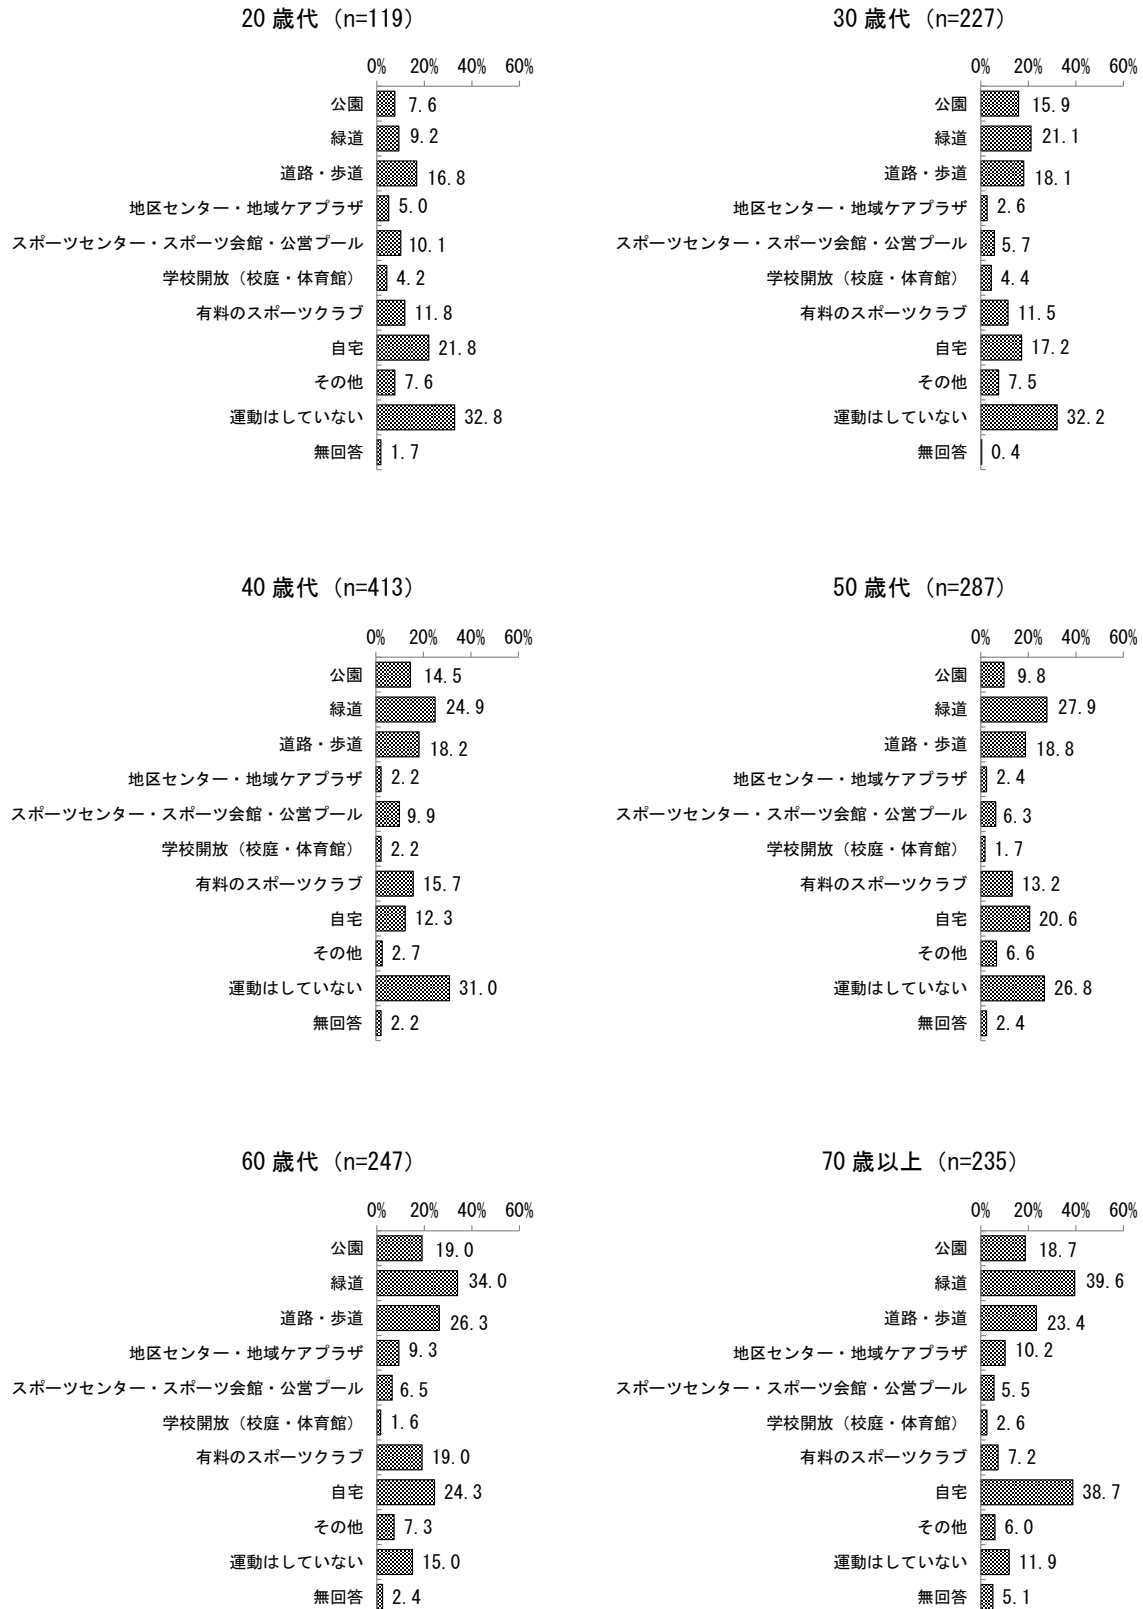 20 歳代（n=119）
0% 20% 40% 60%
公園 7.6
緑道 9.2
道路・歩道 16.8
地区センター・地域ケアプラザ 5.0
スポーツセンター・スポーツ会館・公営プール 10.1
学校開放（校庭・体育館） 4.2
有料のスポーツクラブ 11.8
自宅 21.8
その他 7.6
運動はしていない 32.8
無回答 1.7
30 歳代（n=227）
0% 20% 40% 60%
公園 15.9
緑道 21.1
道路・歩道 18.1
地区センター・地域ケアプラザ 2.6
スポーツセンター・スポーツ会館・公営プール 5.7
学校開放（校庭・体育館） 4.4
有料のスポーツクラブ 11.5
自宅 17.2
その他 7.5
運動はしていない 32.2
無回答 0.4
40 歳代（n=413）
0% 20% 40% 60%
公園 14.5
緑道 24.9
道路・歩道 18.2
地区センター・地域ケアプラザ 2.2
スポーツセンター・スポーツ会館・公営プール 9.9
学校開放（校庭・体育館） 2.2
有料のスポーツクラブ 15.7
自宅 12.3
その他 2.7
運動はしていない 31.0
無回答 2.2
50 歳代（n=287）
0% 20% 40% 60%
公園 9.8
緑道 27.9
道路・歩道 18.8
地区センター・地域ケアプラザ 2.4
スポーツセンター・スポーツ会館・公営プール 6.3
学校開放（校庭・体育館） 1.7
有料のスポーツクラブ 13.2
自宅 20.6
その他 6.6
運動はしていない 26.8
無回答 2.4
60 歳代（n=247）
0% 20% 40% 60%
公園 19.0
緑道 34.0
道路・歩道 26.3
地区センター・地域ケアプラザ 9.3
スポーツセンター・スポーツ会館・公営プール 6.5
学校開放（校庭・体育館） 1.6
有料のスポーツクラブ 19.0
自宅 24.3
その他 7.3
運動はしていない 15.0
無回答 2.4
70 歳以上（n=235）
0% 20% 40% 60%
公園 18.7
緑道 39.6
道路・歩道 23.4
地区センター・地域ケアプラザ 10.2
スポーツセンター・スポーツ会館・公営プール 5.5
学校開放（校庭・体育館） 2.6
有料のスポーツクラブ 7.2
自宅 38.7
その他 6.0
運動はしていない 11.9
無回答 5.1